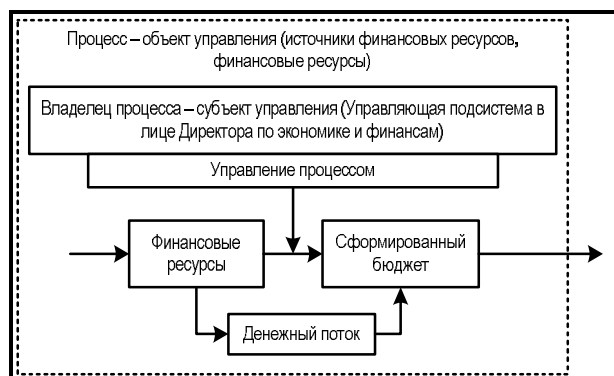 Процесс – объект управления (источники финансовых ресурсов,
финансовые ресурсы)
Владелец процесса – субъект управления (Управляющая подсистема в
лице Директора по экономике и финансам)
Управление процессом
Финансовые
ресурсы
Сформированный
бюджет
Денежный поток